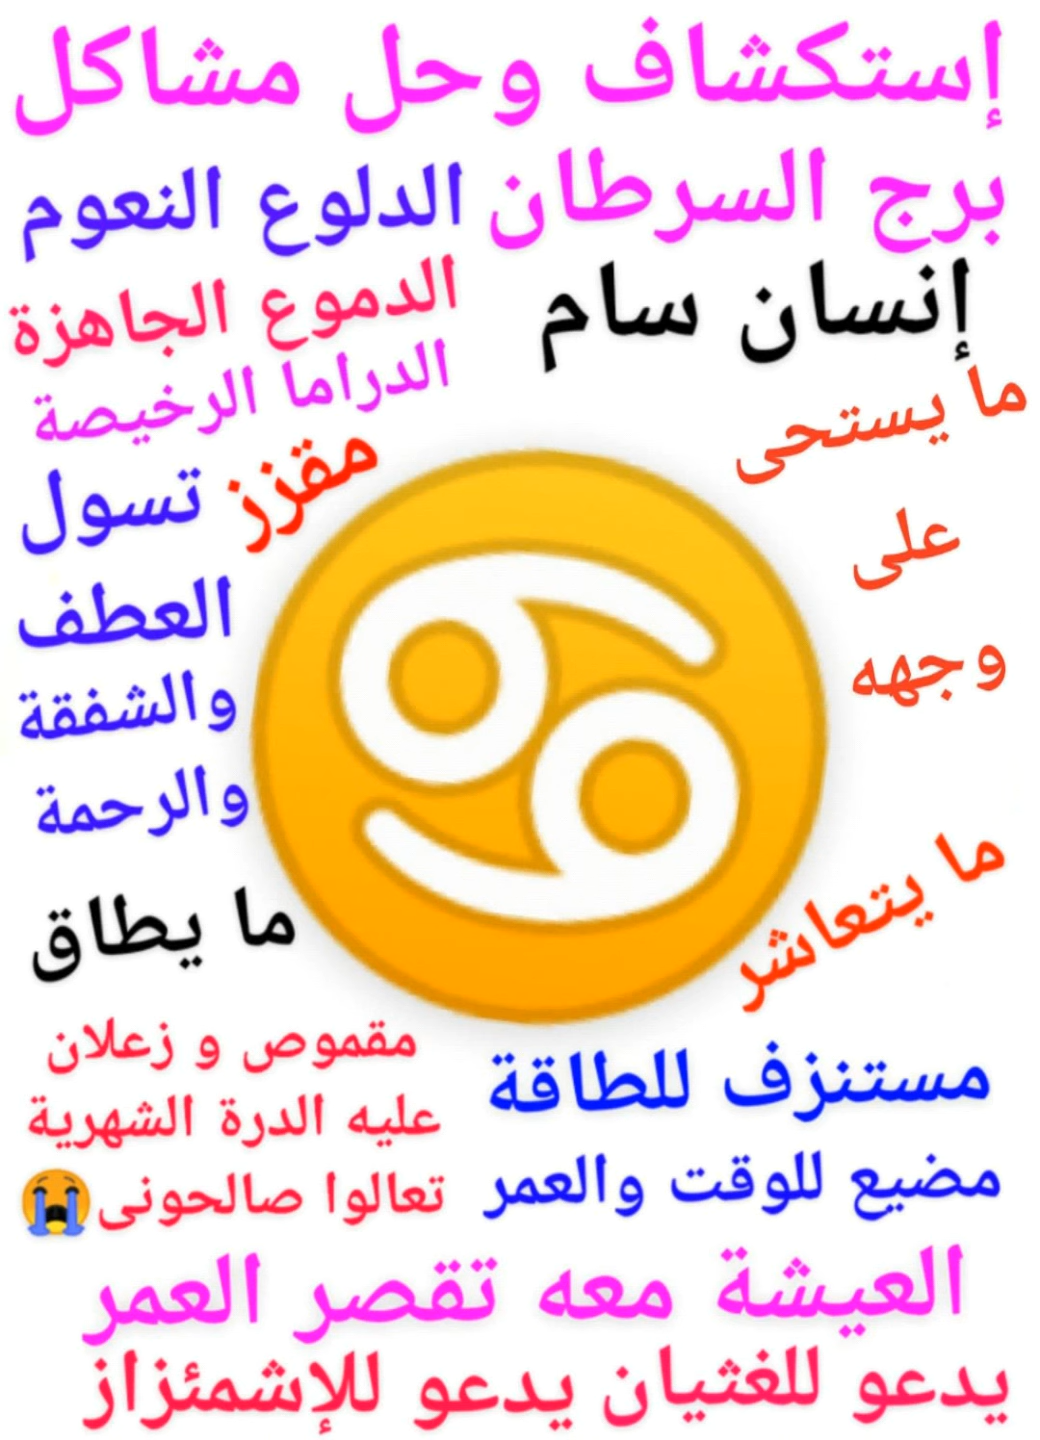 إستكشاف وحل مشاكل
برج السرطان الدلوع النعوم
إنسان سام
الدموع الجاهزة
الدراما الرخيصة
ما يستحى
على
وجهه
مقزز تسول
العطف
والشفقة
والرحمة
ما يتعاشر
ما يطاق
مستنزف للطاقة
مضيع للوقت والعمر
مقموص و زعلان
عليه الدرة الشهرية
تعالوا صالحونى😭
العيشة معه تقصر العمر
يدعو للغثيان يدعو للإشمئزاز